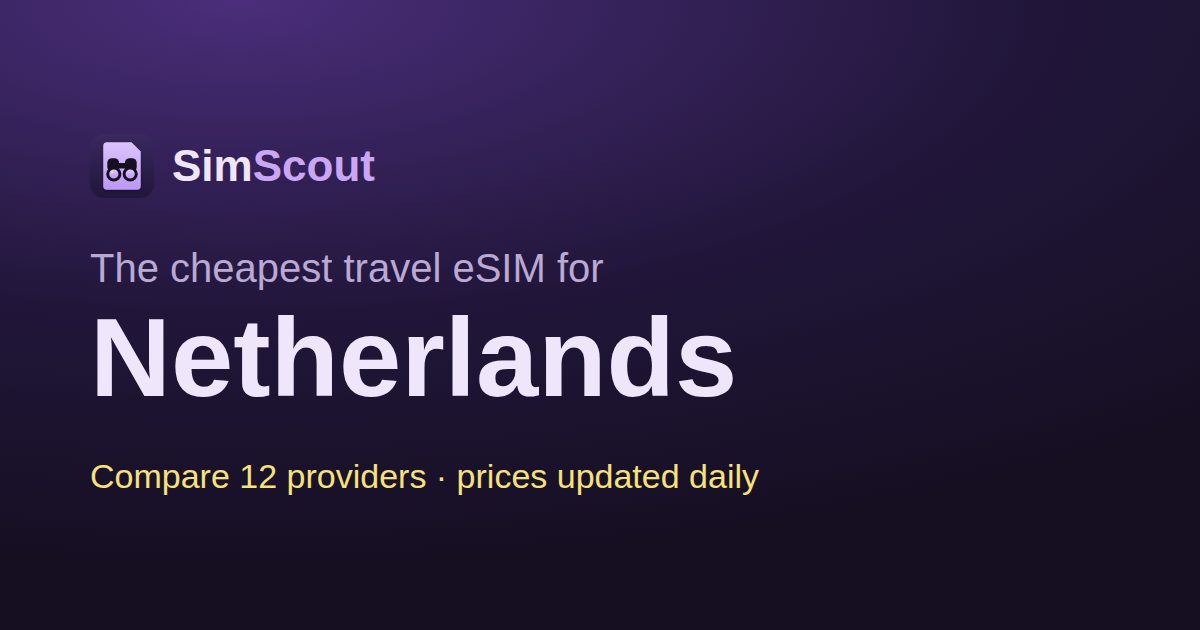 SimScout
The cheapest travel eSIM for
Netherlands
Compare 12 providers · prices updated daily